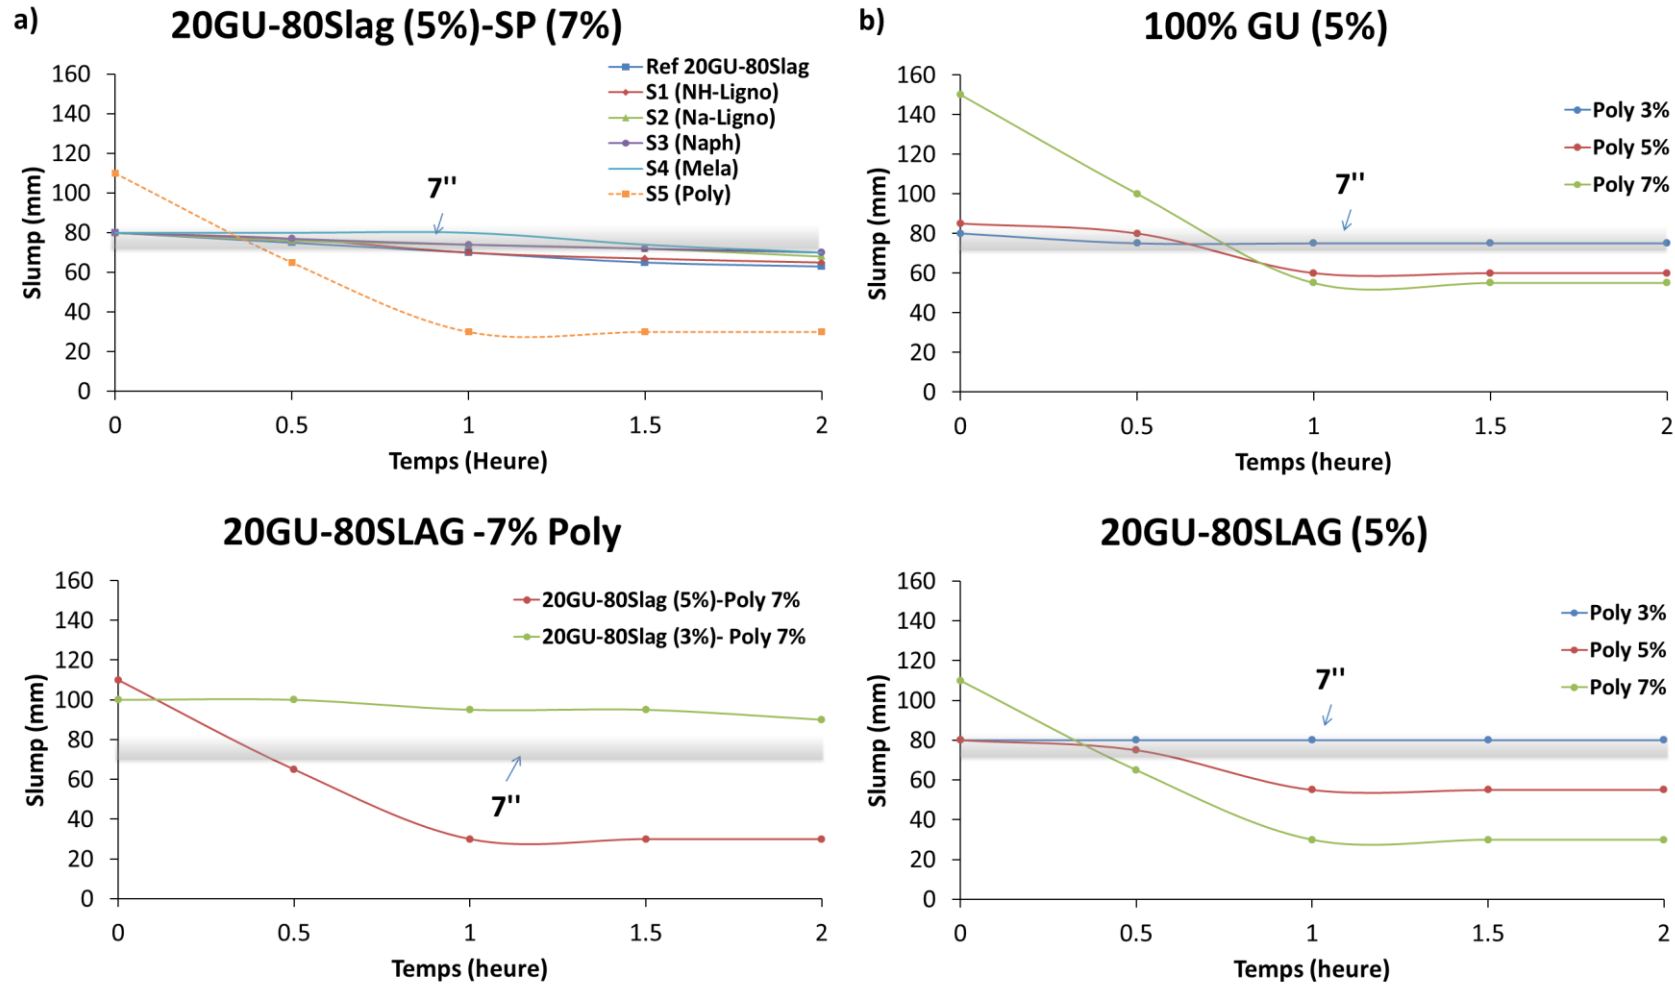 a)
20GU-80Slag (5%)-SP (7%)
Ref 20GU-80Slag
S1 (NH-Ligno)
S2 (Na-Ligno)
S3 (Naph)
S4 (Mela)
S5 (Poly)
7''
Slump (mm)
160
140
120
100
80
60
40
20
0
0 0.5 1 1.5 2
Temps (Heure)
b)
100% GU (5%)
Poly 3%
Poly 5%
Poly 7%
7''
Slump (mm)
160
140
120
100
80
60
40
20
0
0 0.5 1 1.5 2
Temps (heure)
20GU-80SLAG -7% Poly
20GU-80Slag (5%)-Poly 7%
20GU-80Slag (3%)- Poly 7%
7''
Slump (mm)
160
140
120
100
80
60
40
20
0
0 0.5 1 1.5 2
Temps (heure)
20GU-80SLAG (5%)
Poly 3%
Poly 5%
Poly 7%
7''
Slump (mm)
160
140
120
100
80
60
40
20
0
0 0.5 1 1.5 2
Temps (heure)